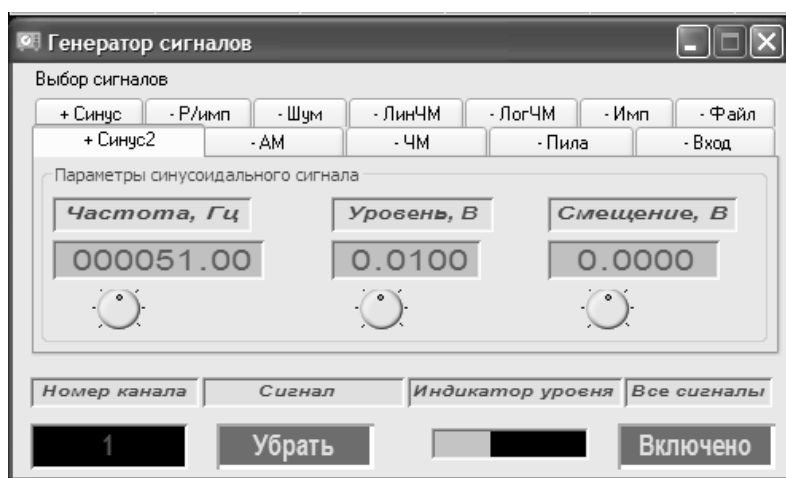 Генератор сигналов
Выбор сигналов
+ Синус - Р/имп - Шум - ЛинЧМ - ЛогЧМ - Имп - Файл
+ Синус2 - АМ - ЧМ - Пила - Вход
Параметры синусоидального сигнала
Частота, Гц Уровень, В Смещение, В
000051.00 0.0100 0.0000
Номер канала Сигнал Индикатор уровня Все сигналы
1 Убрать Включено